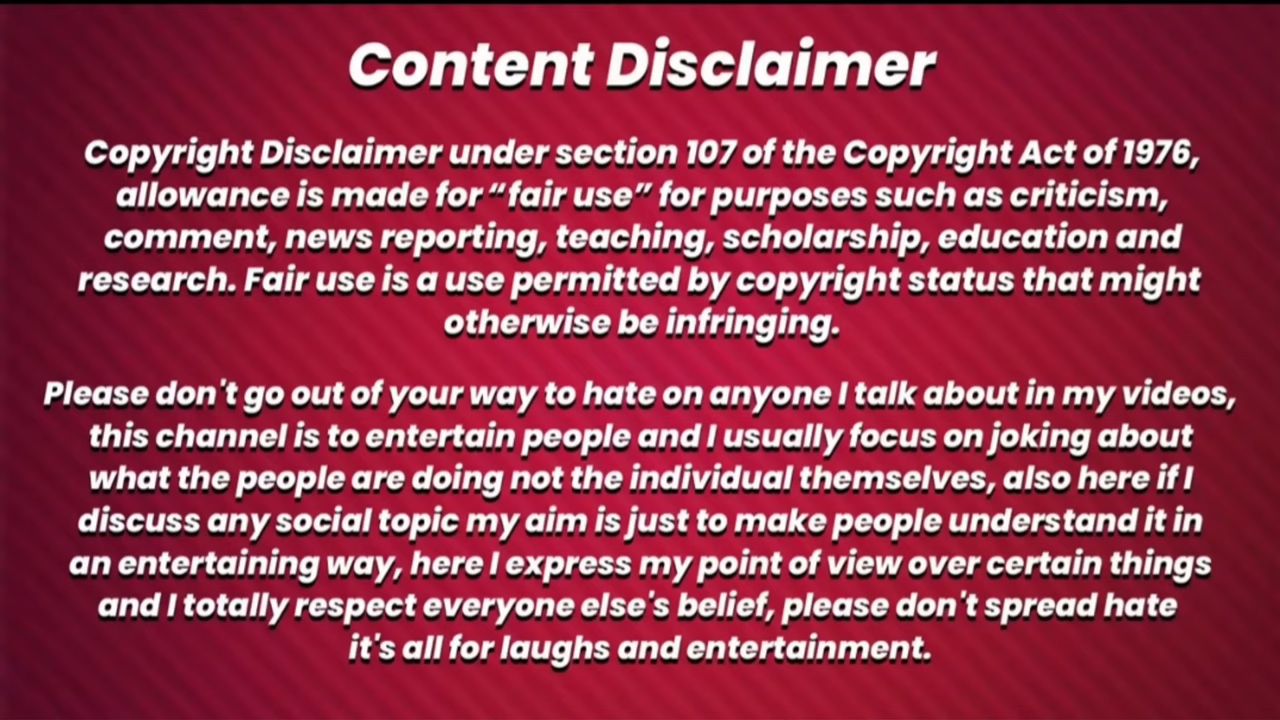 Content Disclaimer
Copyright Disclaimer under section 107 of the Copyright Act of 1976,
allowance is made for “fair use” for purposes such as criticism,
comment, news reporting, teaching, scholarship, education and
research. Fair use is a use permitted by copyright status that might
otherwise be infringing.
Please don't go out of your way to hate on anyone I talk about in my videos,
this channel is to entertain people and I usually focus on joking about
what the people are doing not the individual themselves, also here if I
discuss any social topic my aim is just to make people understand it in
an entertaining way, here I express my point of view over certain things
and I totally respect everyone else's belief, please don't spread hate
it's all for laughs and entertainment.